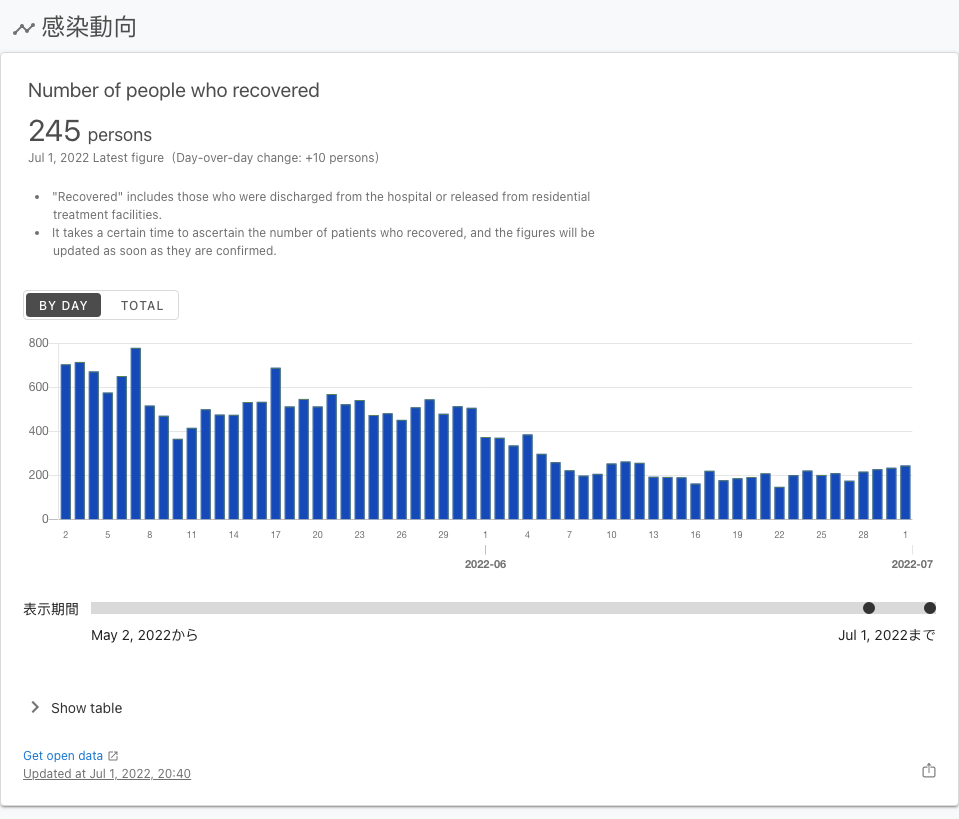 感染動向
Number of people who recovered
245 persons
Jul 1, 2022 Latest figure (Day-over-day change: +10 persons)
• "Recovered" includes those who were discharged from the hospital or released from residential
treatment facilities.
• It takes a certain time to ascertain the number of patients who recovered, and the figures will be
updated as soon as they are confirmed.
BY DAY TOTAL
800
600
400
200
0
2 5 8 11 14 17 20 23 26 29 1 4 7 10 13 16 19 22 25 28 1
2022-06 2022-07
表示期間
May 2, 2022から Jul 1, 2022まで
Show table
Get open data
Updated at Jul 1, 2022, 20:40